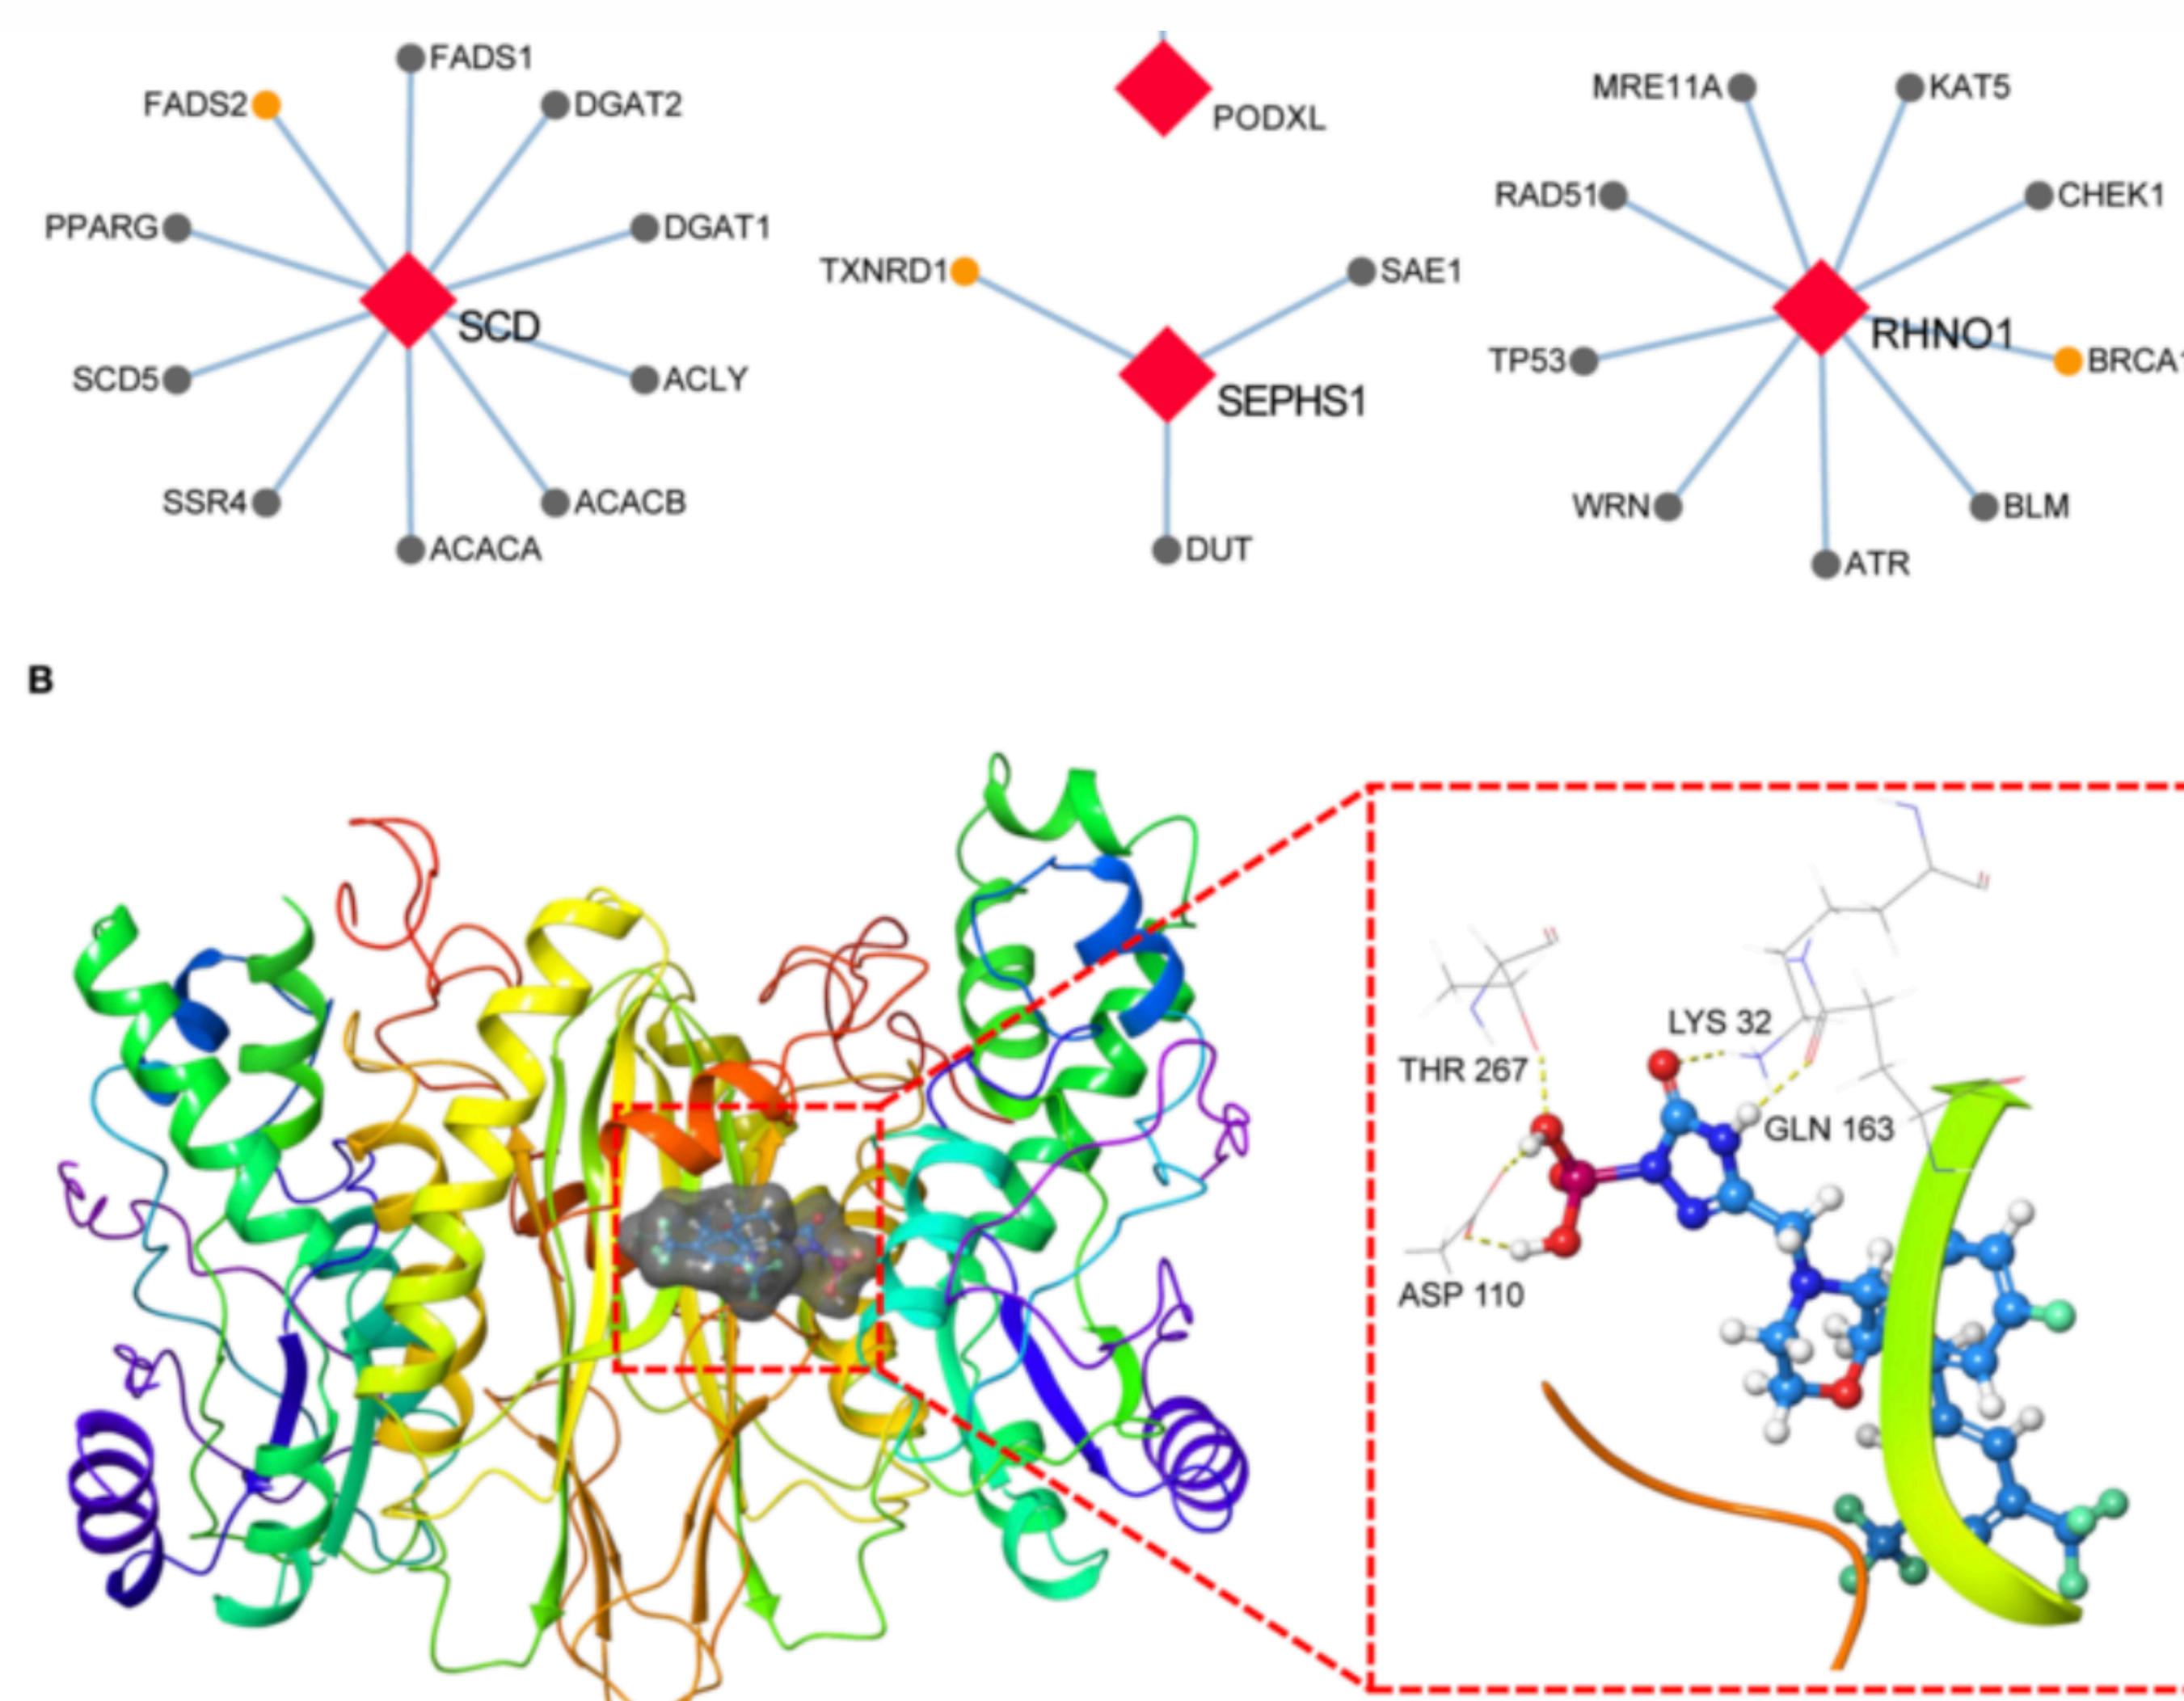 FADS1
FADS2
DGAT2
PPARG
DGAT1
SCD
SCD5
ACLY
SSR4
ACACB
ACACA
PODXL
TXNRD1
SAE1
SEPHS1
DUT
MRE11A
KAT5
RAD51
CHEK1
RHNO1
TP53
BRCA1
WRN
BLM
ATR
B
LYS 32
THR 267
GLN 163
ASP 110